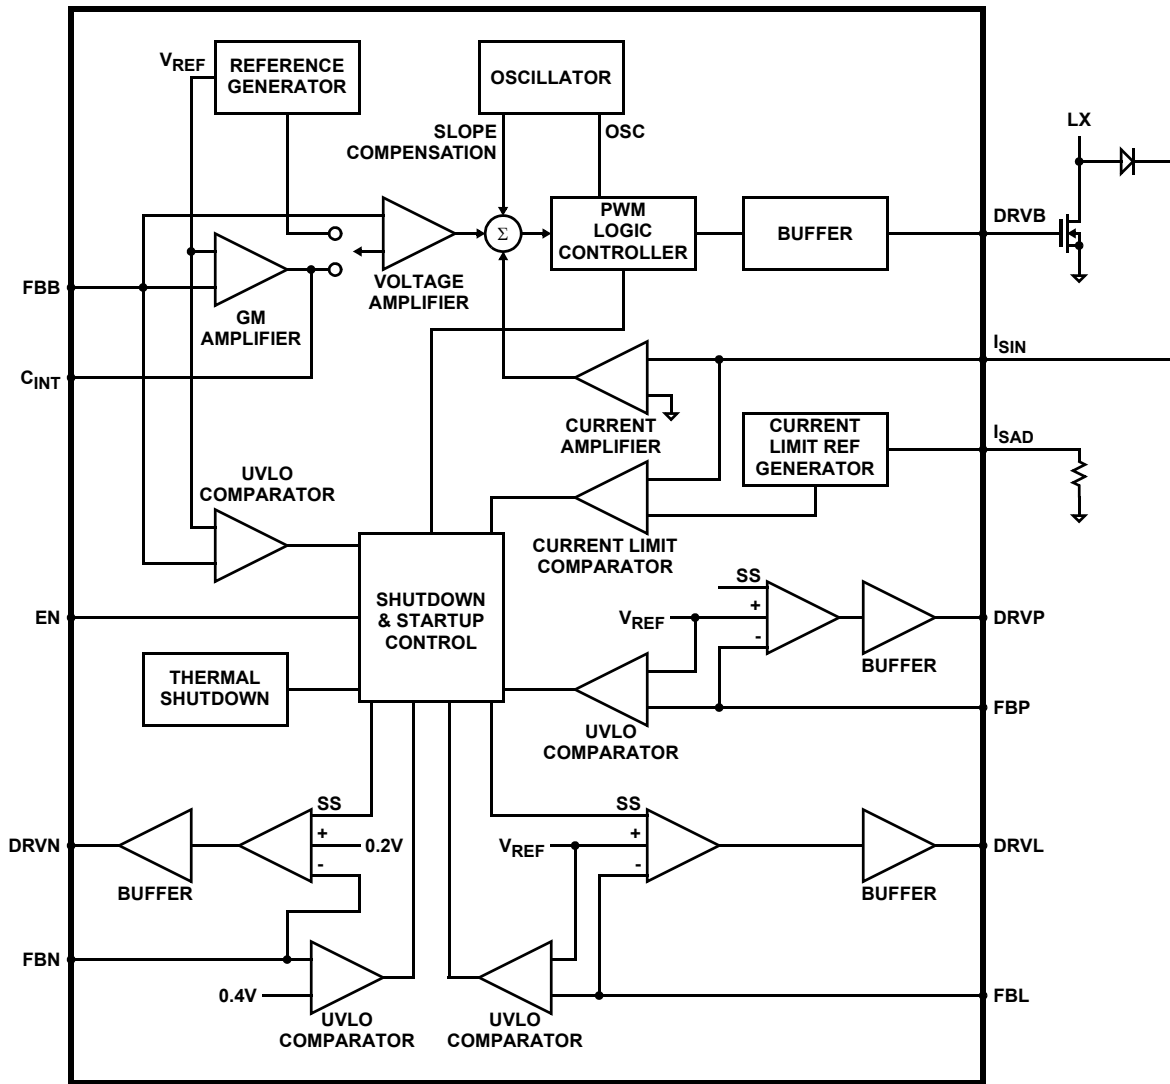 VREF
REFERENCE
GENERATOR
OSCILLATOR
SLOPE
COMPENSATION
OSC
LX
PWM
LOGIC
CONTROLLER
BUFFER
DRVB
Σ
VOLTAGE
AMPLIFIER
GM
AMPLIFIER
FBB
CINT
ISIN
CURRENT
AMPLIFIER
CURRENT
LIMIT REF
GENERATOR
ISAD
UVLO
COMPARATOR
CURRENT LIMIT
COMPARATOR
EN
SHUTDOWN
& STARTUP
CONTROL
SS
VREF
+
-
BUFFER
DRVP
THERMAL
SHUTDOWN
UVLO
COMPARATOR
FBP
SS
+
-
0.2V
DRVN
BUFFER
SS
VREF
+
-
BUFFER
DRVL
FBN
0.4V
UVLO
COMPARATOR
UVLO
COMPARATOR
FBL